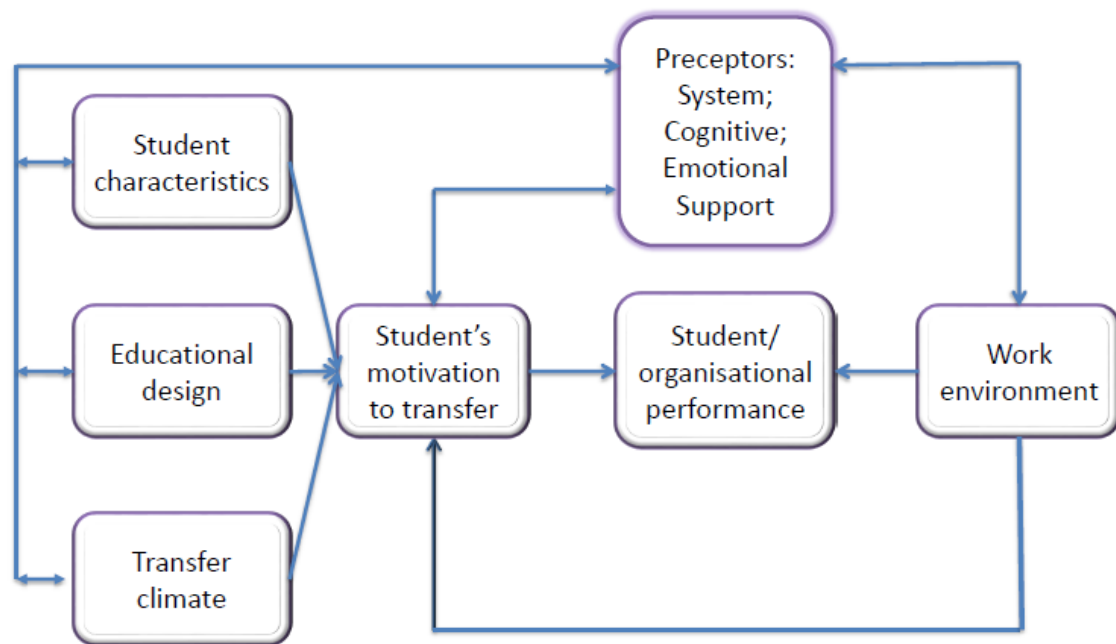 Preceptors:
System;
Cognitive;
Emotional
Support
Student
characteristics
Educational
design
Student’s
motivation
to transfer
Student/
organisational
performance
Work
environment
Transfer
climate